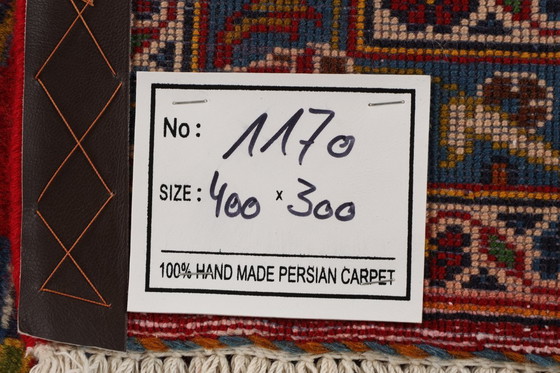 No: 1170
SIZE: 400 x 300
100% HAND MADE PERSIAN CARPET